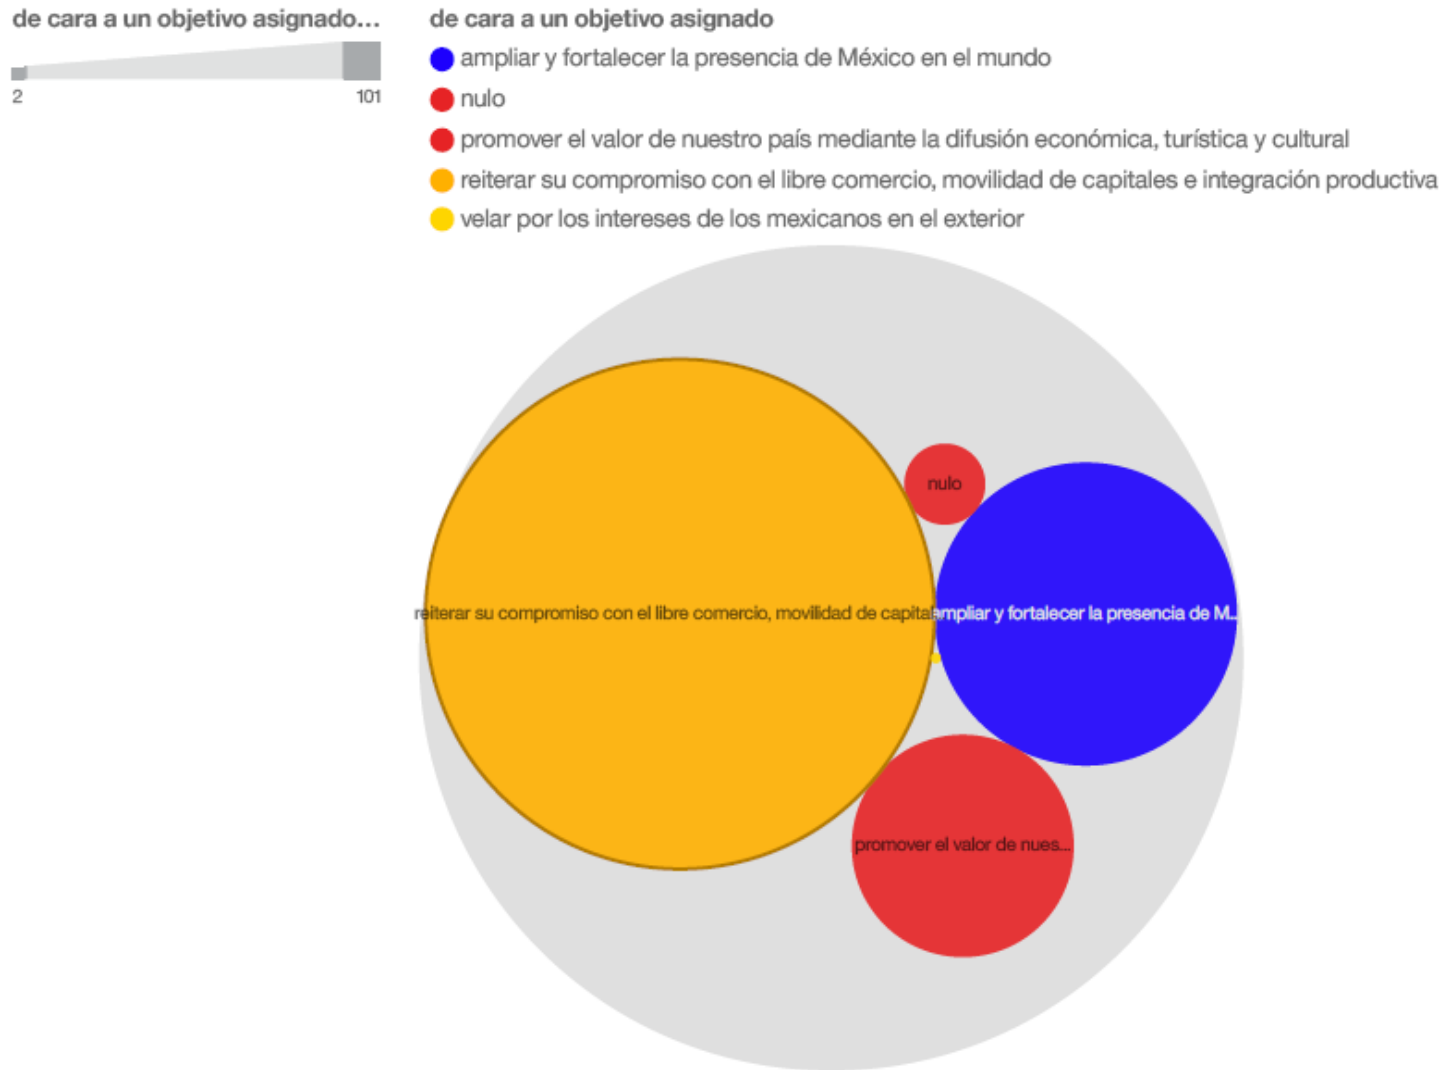 de cara a un objetivo asignado...
2
101
de cara a un objetivo asignado
ampliar y fortalecer la presencia de México en el mundo
nulo
promover el valor de nuestro país mediante la difusión económica, turística y cultural
reiterar su compromiso con el libre comercio, movilidad de capitales e integración productiva
velar por los intereses de los mexicanos en el exterior
nulo
reiterar su compromiso con el libre comercio, movilidad de
ampliar y fortalecer la presencia de M...
promover el valor de nues...